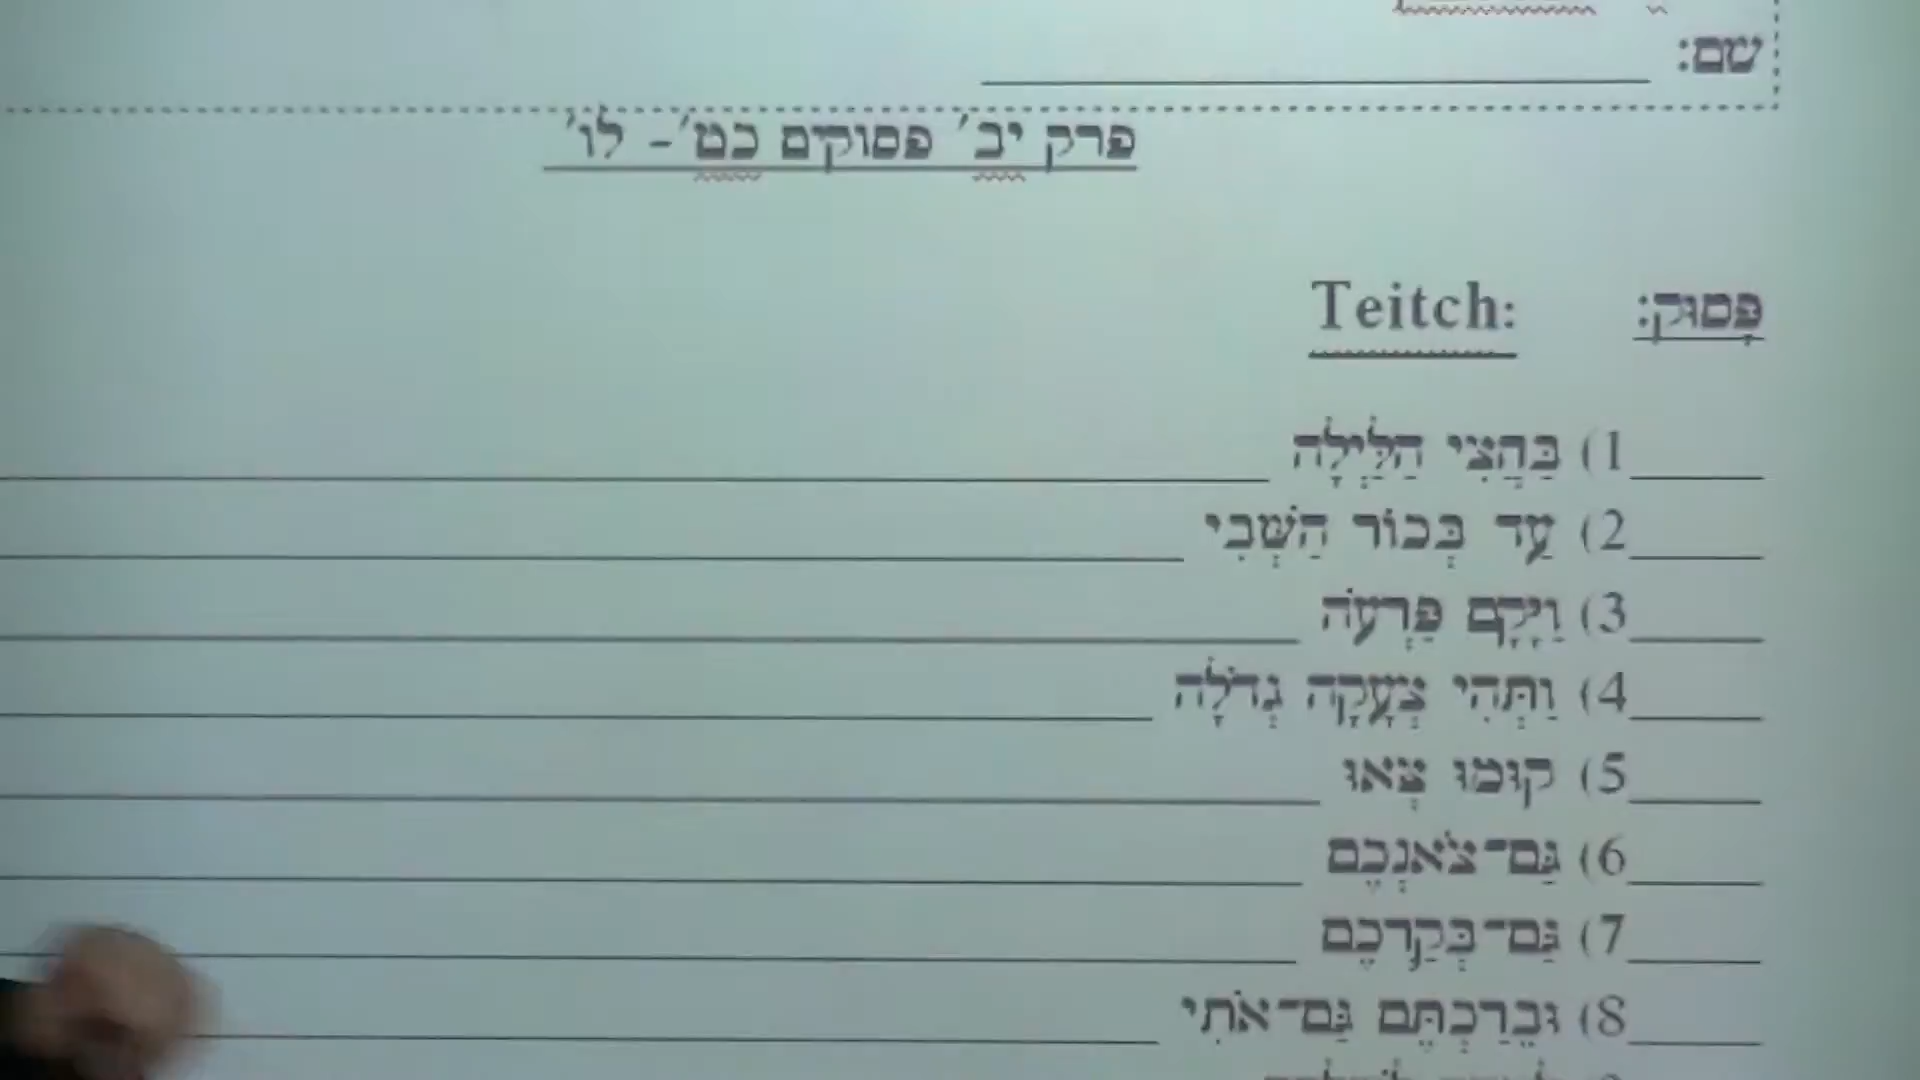 שם:
פרק יב' פסוקים כט'- לו'
פָּסוּק: Teitch:
1) בַּחֲצִי הַלַּיְלָה
2) עַד בְּכוֹר הַשְּׁבִי
3) וַיָּקָם פַּרְעֹה
4) וַתְּהִי צְעָקָה גְדֹלָה
5) קוּמוּ צְּאוּ
6) גַּם־צֹאנְכֶם
7) גַּם־בְּקַרְכֶם
8) וּבֵרַכְתֶּם גַּם־אֹתִי